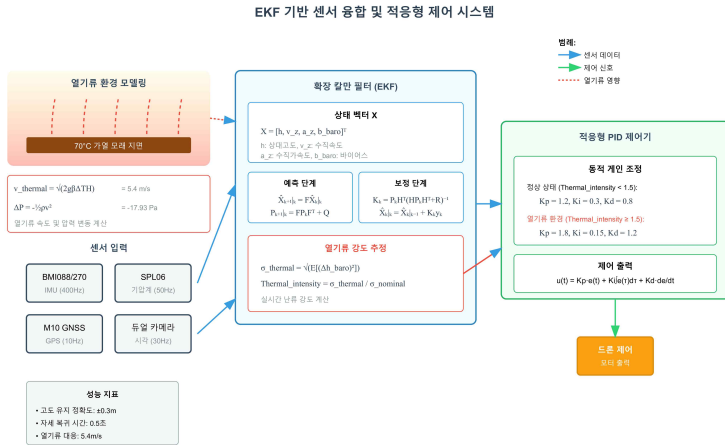 EKF 기반 센서 융합 및 적응형 제어 시스템
범례:
센서 데이터
제어 신호
열기류 영향
열기류 환경 모델링
70°C 가열 모래 지면
v_thermal = √(2gβΔTH) = 5.4 m/s
ΔP = -½ρv² = -17.93 Pa
열기류 속도 및 압력 변동 계산
센서 입력
BMI088/270
IMU (400Hz)
SPL06
기압계 (50Hz)
M10 GNSS
GPS (10Hz)
듀얼 카메라
시각 (30Hz)
성능 지표
• 고도 유지 정확도: ±0.3m
• 자세 복귀 시간: 0.5초
• 열기류 대응: 5.4m/s
확장 칼만 필터 (EKF)
상태 벡터 X
X = [h, v_z, a_z, b_baro]ᵀ
h: 상대고도, v_z: 수직속도
a_z: 수직가속도, b_baro: 바이어스
예측 단계
X̂ₖ₊₁|ₖ = FX̂ₖ|ₖ
Pₖ₊₁|ₖ = FPₖFᵀ + Q
보정 단계
Kₖ = PₖHᵀ(HPₖHᵀ+R)⁻¹
X̂ₖ|ₖ = X̂ₖ|ₖ₋₁ + Kₖyₖ
열기류 강도 추정
σ_thermal = √(E[(Δh_baro)²])
Thermal_intensity = σ_thermal / σ_nominal
실시간 난류 강도 계산
적응형 PID 제어기
동적 게인 조정
정상 상태 (Thermal_intensity < 1.5):
Kp = 1.2, Ki = 0.3, Kd = 0.8
열기류 환경 (Thermal_intensity ≥ 1.5):
Kp = 1.8, Ki = 0.15, Kd = 1.2
제어 출력
u(t) = Kp·e(t) + Ki∫e(τ)dτ + Kd·de/dt
드론 제어
모터 출력